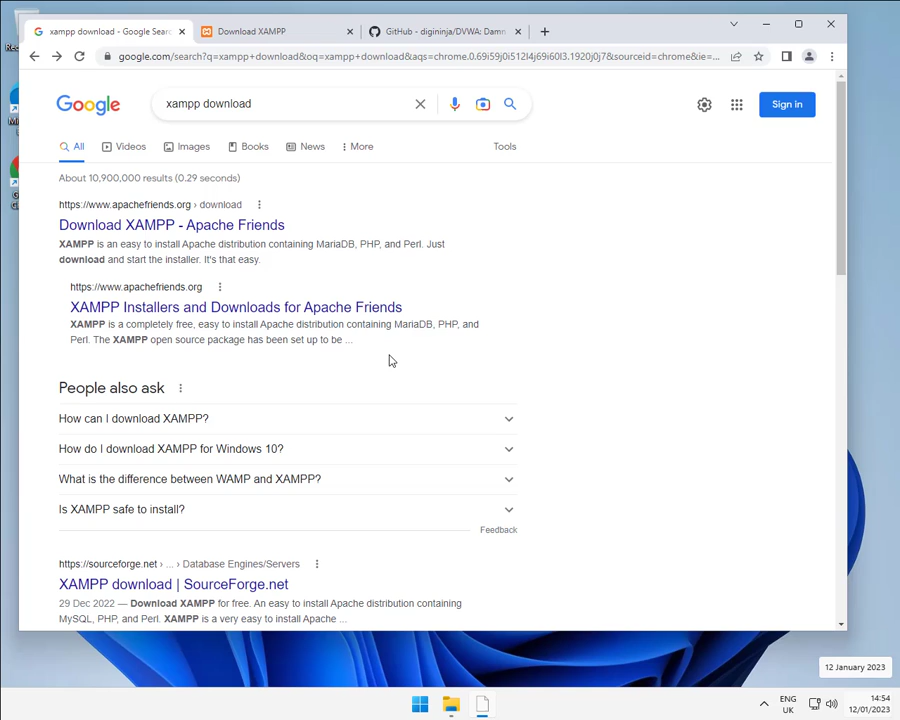 xampp download - Google Sear
Download XAMPP
GitHub - digininja/DVWA: Damn
google.com/search?q=xampp+download&oq=xampp+download&aqs=chrome.0.69i59j0i512l4j69i60l3.1920j0j7&sourceid=chrome&ie=...
Google
xampp download
Sign in
All
Videos
Images
Books
News
More
Tools
About 10,900,000 results (0.29 seconds)
https://www.apachefriends.org › download
Download XAMPP - Apache Friends
XAMPP is an easy to install Apache distribution containing MariaDB, PHP, and Perl. Just
download and start the installer. It's that easy.
https://www.apachefriends.org
XAMPP Installers and Downloads for Apache Friends
XAMPP is a completely free, easy to install Apache distribution containing MariaDB, PHP, and
Perl. The XAMPP open source package has been set up to be ...
People also ask
How can I download XAMPP?
How do I download XAMPP for Windows 10?
What is the difference between WAMP and XAMPP?
Is XAMPP safe to install?
Feedback
https://sourceforge.net › ... › Database Engines/Servers
XAMPP download | SourceForge.net
29 Dec 2022 — Download XAMPP for free. An easy to install Apache distribution containing
MySQL, PHP, and Perl. XAMPP is a very easy to install Apache ...
12 January 2023
ENG
UK
14:54
12/01/2023